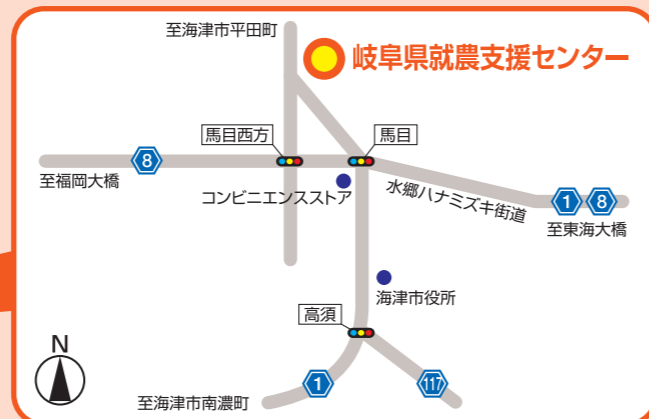 至海津市平田町
岐阜県就農支援センター
馬目西方
馬目
8
至福岡大橋
コンビニエンスストア
水郷ハナミズキ街道
1
8
至東海大橋
海津市役所
高須
N
1
117
至海津市南濃町